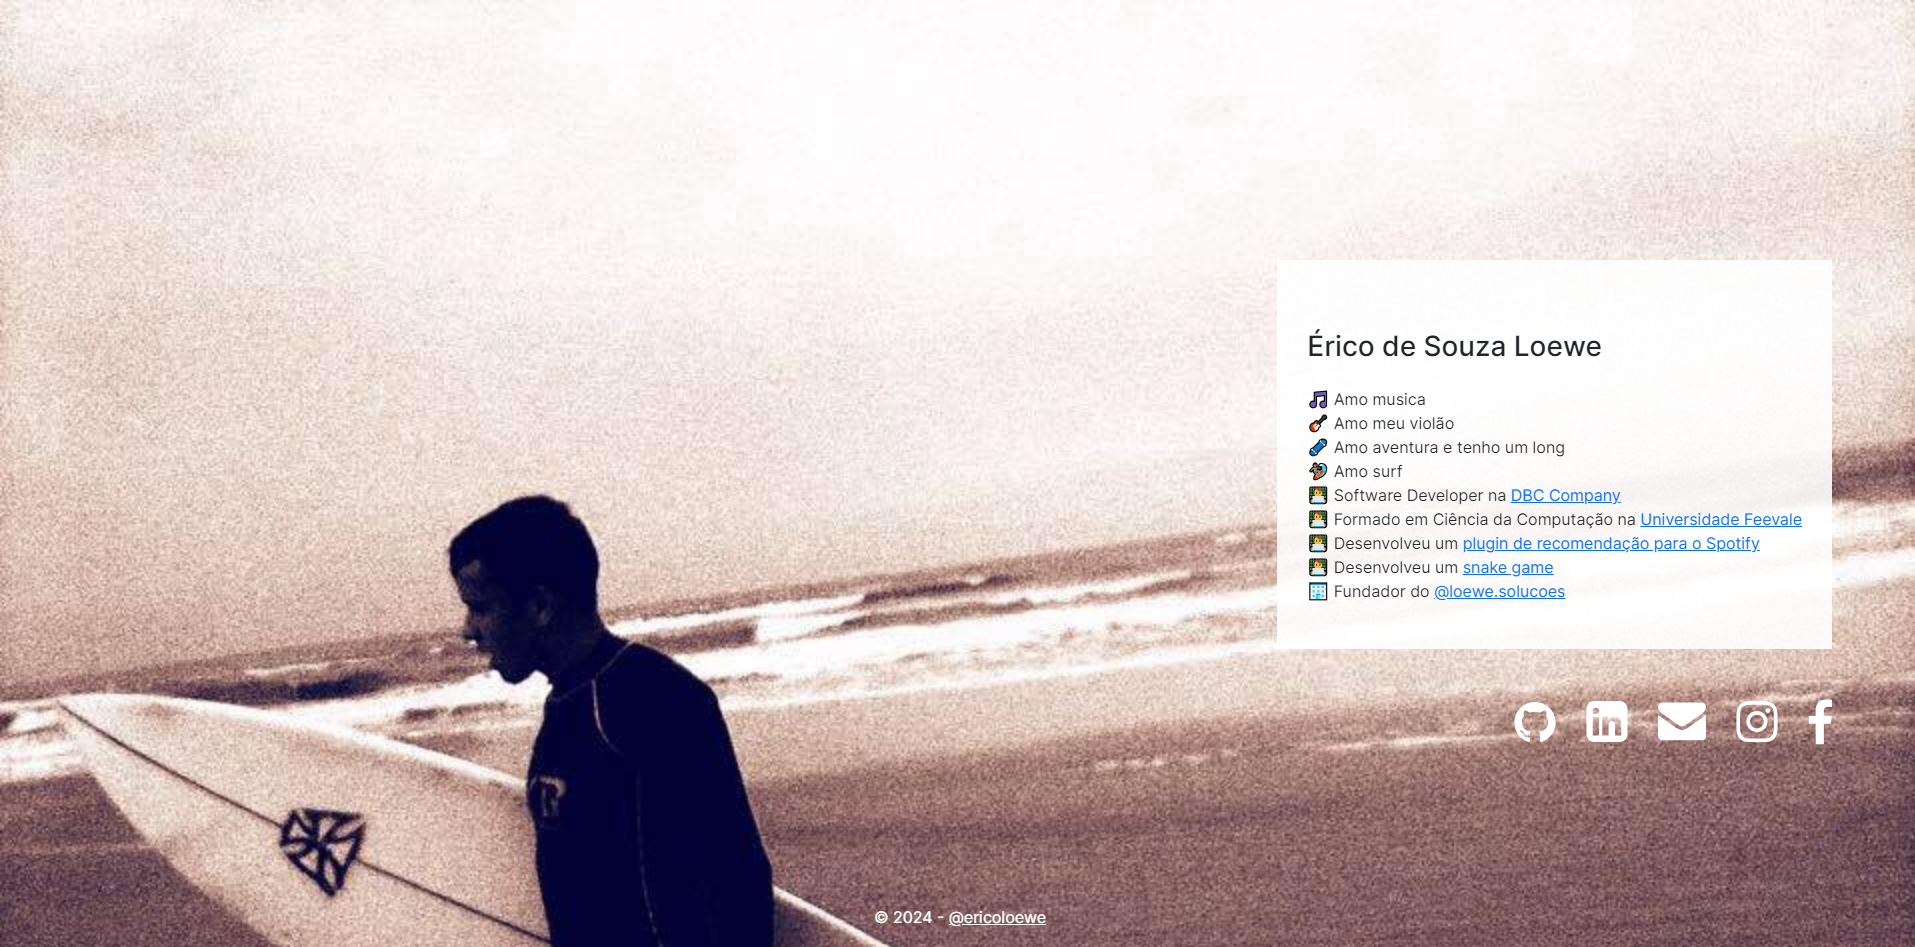 Érico de Souza Loewe
Amo musica
Amo meu violão
Amo aventura e tenho um long
Amo surf
Software Developer na DBC Company
Formado em Ciência da Computação na Universidade Feevale
Desenvolveu um plugin de recomendação para o Spotify
Desenvolveu um snake game
Fundador do @loewe.solucoes
© 2024 - @ericoloewe